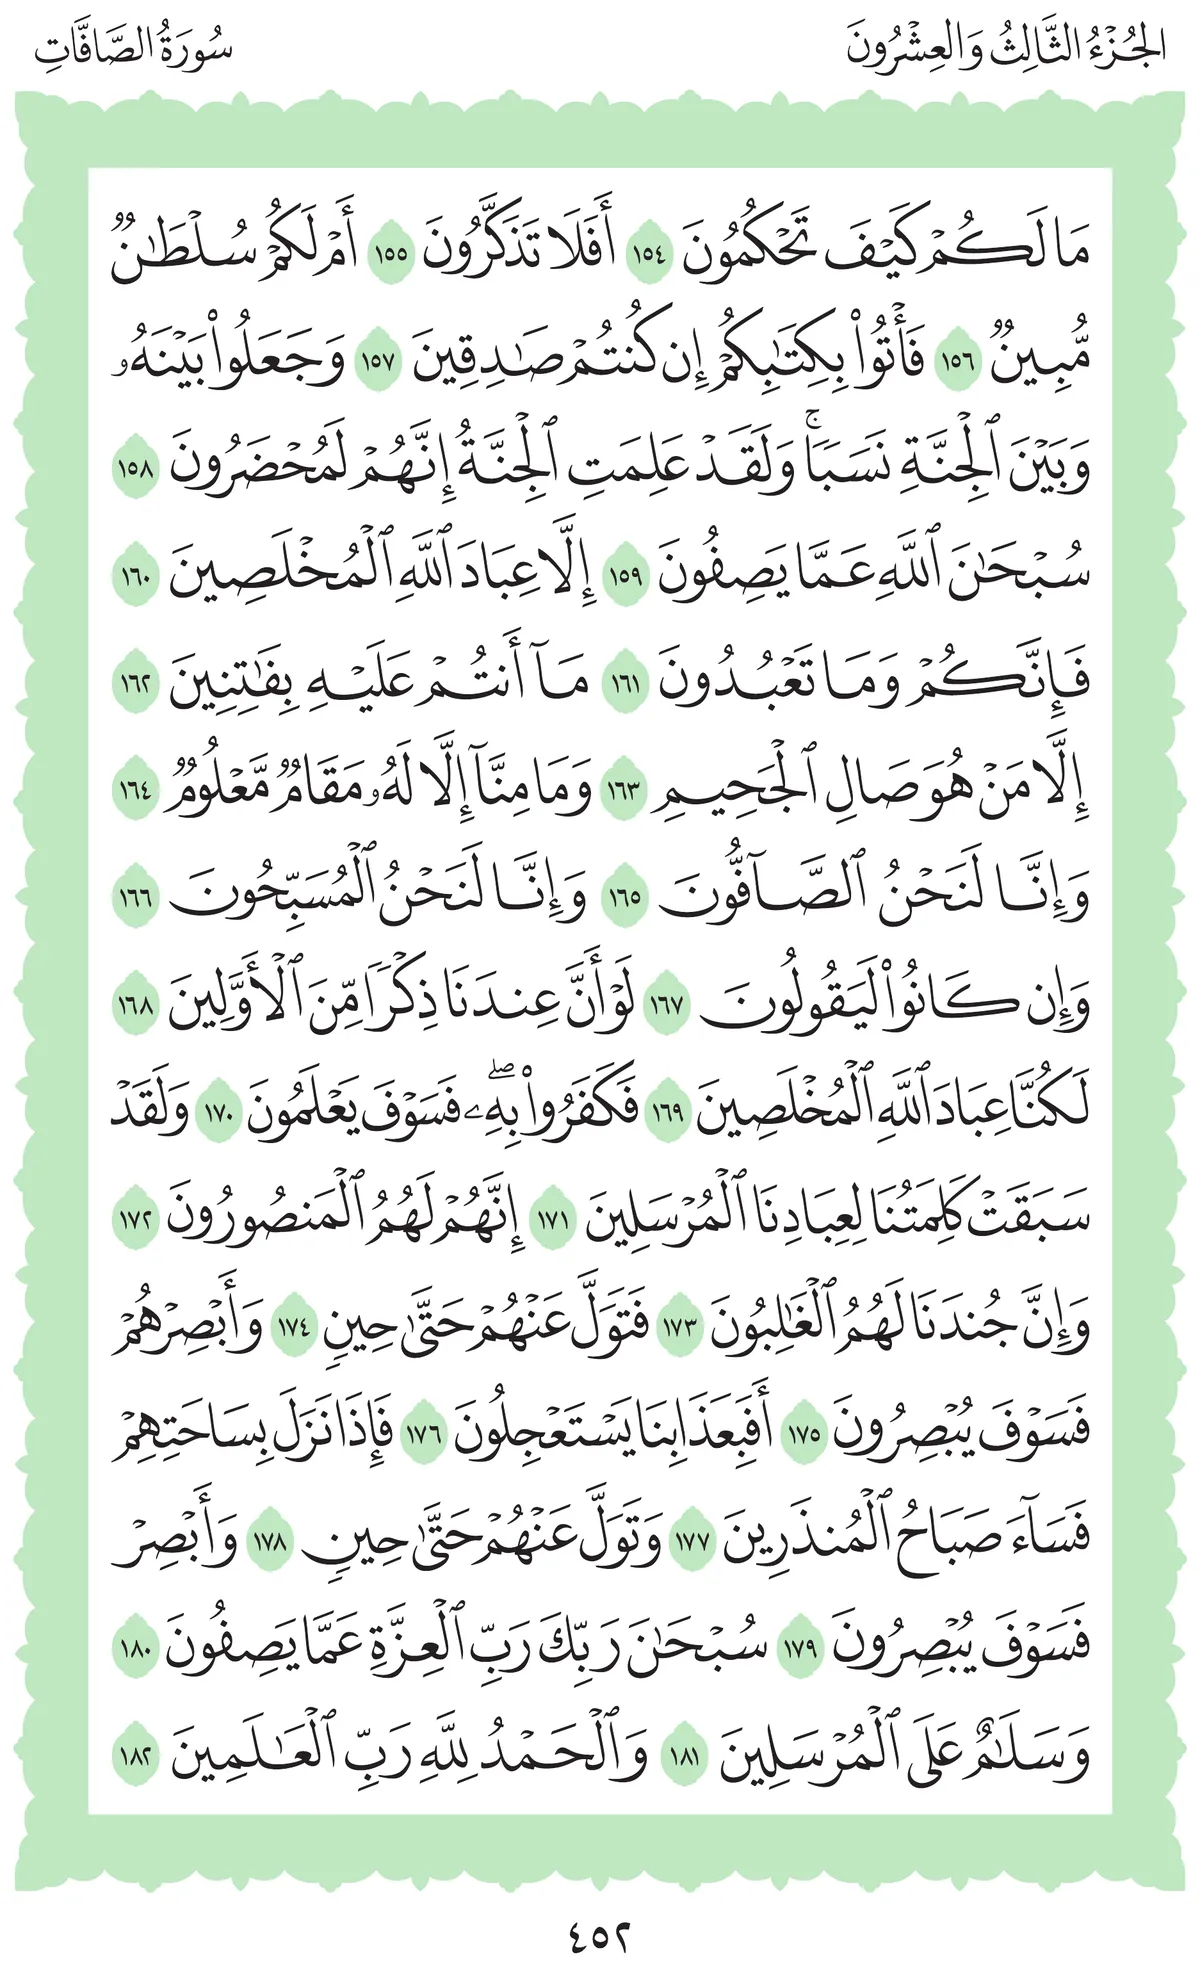 الجُزْءُ الثَّالِثُ وَالعِشْرُونَ
سُورَةُ الصَّافَّاتِ
مَا لَكُمْ كَيْفَ تَحْكُمُونَ ١٥٤ أَفَلَا تَذَكَّرُونَ ١٥٥ أَمْ لَكُمْ سُلْطَٰنٌ
مُّبِينٌ ١٥٦ فَأْتُوا۟ بِكِتَٰبِكُمْ إِن كُنتُمْ صَٰدِقِينَ ١٥٧ وَجَعَلُوا۟ بَيْنَهُۥ
وَبَيْنَ ٱلْجِنَّةِ نَسَبًا ۚ وَلَقَدْ عَلِمَتِ ٱلْجِنَّةُ إِنَّهُمْ لَمُحْضَرُونَ ١٥٨
سُبْحَٰنَ ٱللَّهِ عَمَّا يَصِفُونَ ١٥٩ إِلَّا عِبَادَ ٱللَّهِ ٱلْمُخْلَصِينَ ١٦٠
فَإِنَّكُمْ وَمَا تَعْبُدُونَ ١٦١ مَآ أَنتُمْ عَلَيْهِ بِفَٰتِنِينَ ١٦٢
إِلَّا مَنْ هُوَ صَالِ ٱلْجَحِيمِ ١٦٣ وَمَا مِنَّآ إِلَّا لَهُۥ مَقَامٌ مَّعْلُومٌ ١٦٤
وَإِنَّا لَنَحْنُ ٱلصَّآفُّونَ ١٦٥ وَإِنَّا لَنَحْنُ ٱلْمُسَبِّحُونَ ١٦٦
وَإِن كَانُوا۟ لَيَقُولُونَ ١٦٧ لَوْ أَنَّ عِندَنَا ذِكْرًا مِّنَ ٱلْأَوَّلِينَ ١٦٨
لَكُنَّا عِبَادَ ٱللَّهِ ٱلْمُخْلَصِينَ ١٦٩ فَكَفَرُوا۟ بِهِۦ ۖ فَسَوْفَ يَعْلَمُونَ ١٧٠ وَلَقَدْ
سَبَقَتْ كَلِمَتُنَا لِعِبَادِنَا ٱلْمُرْسَلِينَ ١٧١ إِنَّهُمْ لَهُمُ ٱلْمَنصُورُونَ ١٧٢
وَإِنَّ جُندَنَا لَهُمُ ٱلْغَٰلِبُونَ ١٧٣ فَتَوَلَّ عَنْهُمْ حَتَّىٰ حِينٍ ١٧٤ وَأَبْصِرْهُمْ
فَسَوْفَ يُبْصِرُونَ ١٧٥ أَفَبِعَذَابِنَا يَسْتَعْجِلُونَ ١٧٦ فَإِذَا نَزَلَ بِسَاحَتِهِمْ
فَسَآءَ صَبَاحُ ٱلْمُنذَرِينَ ١٧٧ وَتَوَلَّ عَنْهُمْ حَتَّىٰ حِينٍ ١٧٨ وَأَبْصِرْ
فَسَوْفَ يُبْصِرُونَ ١٧٩ سُبْحَٰنَ رَبِّكَ رَبِّ ٱلْعِزَّةِ عَمَّا يَصِفُونَ ١٨٠
وَسَلَٰمٌ عَلَى ٱلْمُرْسَلِينَ ١٨١ وَٱلْحَمْدُ لِلَّهِ رَبِّ ٱلْعَٰلَمِينَ ١٨٢
٤٥٢